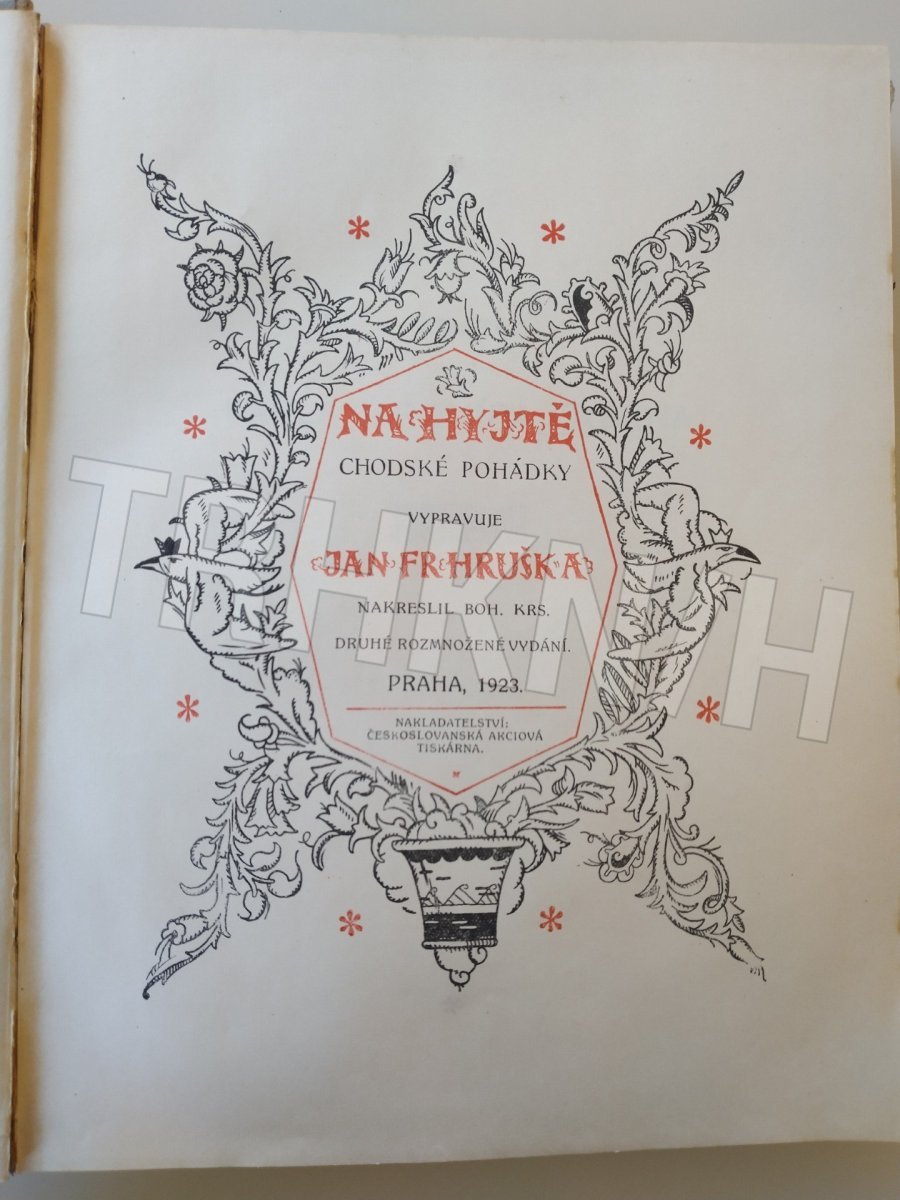 NA HYJTĚ
CHODSKÉ POHÁDKY
VYPRAVUJE
JAN FR HRUŠKA
NAKRESLIL BOH. KRS.
DRUHÉ ROZMNOŽENÉ VYDÁNÍ.
PRAHA, 1923.
NAKLADATELSTVÍ:
ČESKOSLOVANSKÁ AKCIOVÁ
TISKÁRNA.
TRHKNIH